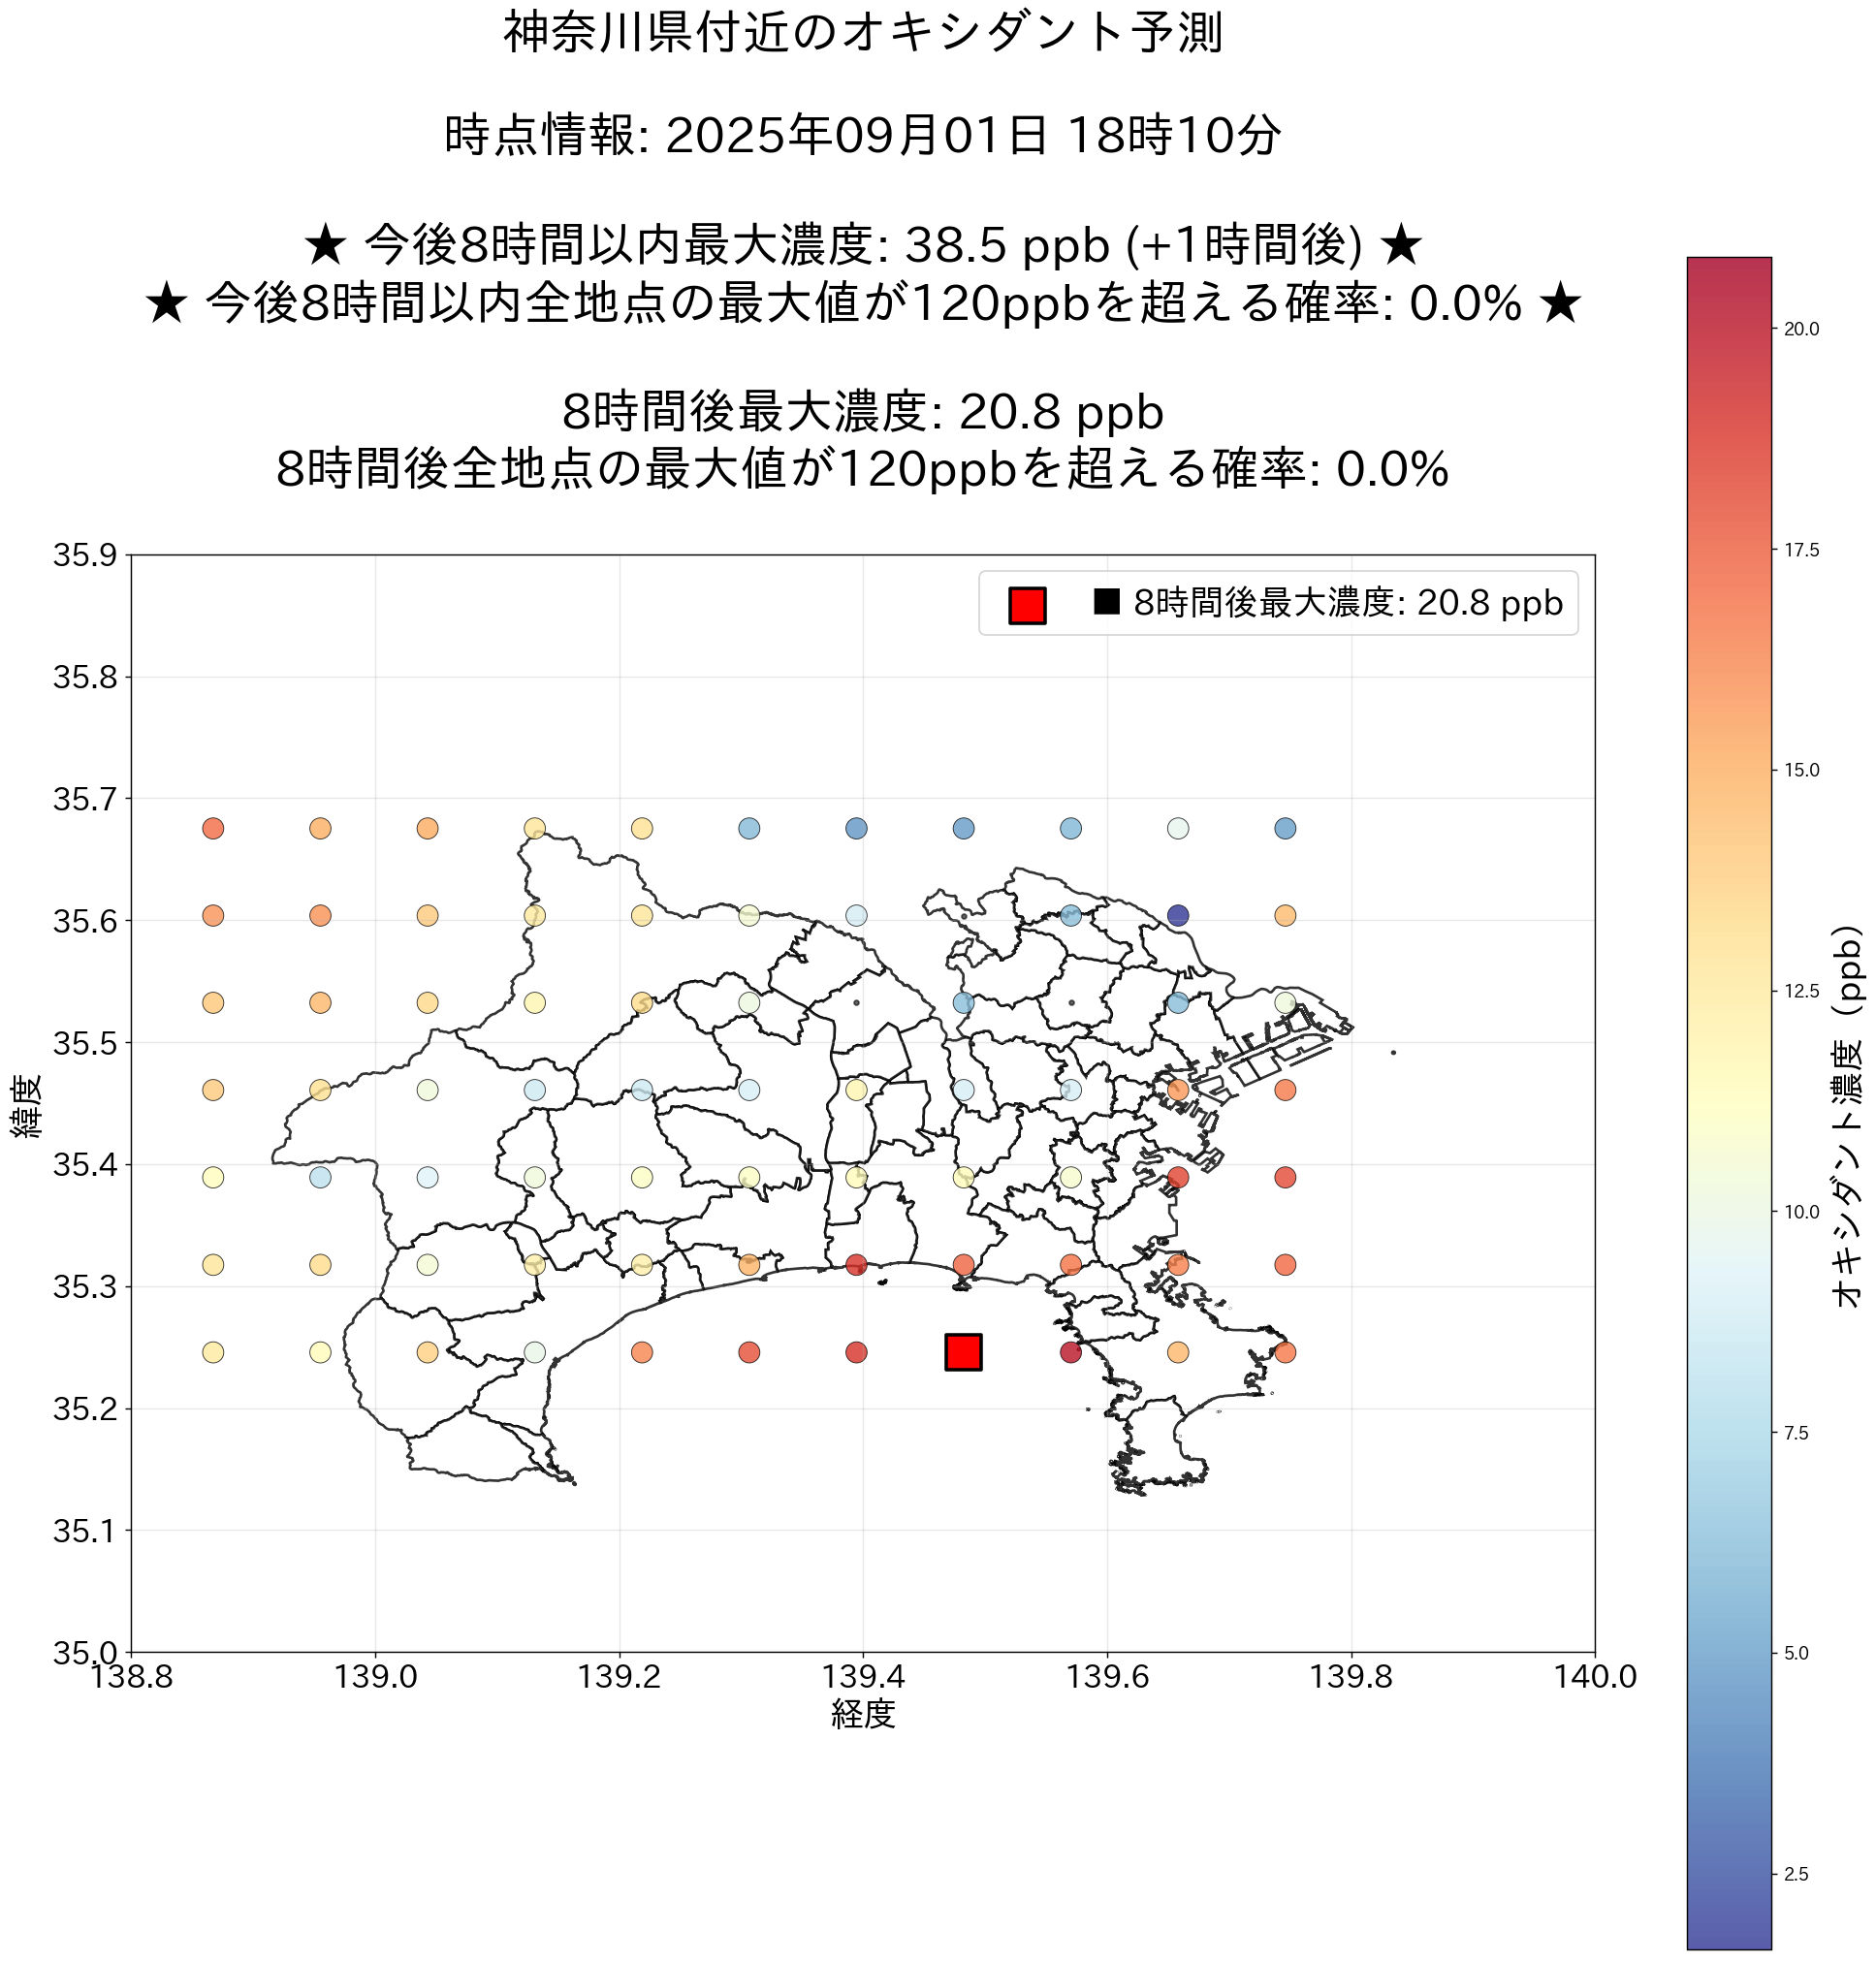 神奈川県付近のオキシダント予測
時点情報: 2025年09月01日 18時10分
★ 今後8時間以内最大濃度: 38.5 ppb (+1時間後) ★
★ 今後8時間以内全地点の最大値が120ppbを超える確率: 0.0% ★
8時間後最大濃度: 20.8 ppb
8時間後全地点の最大値が120ppbを超える確率: 0.0%
■ 8時間後最大濃度: 20.8 ppb
35.9
35.8
35.7
35.6
35.5
35.4
35.3
35.2
35.1
35.0
緯度
138.8
139.0
139.2
139.4
139.6
139.8
140.0
経度
20.0
17.5
15.0
12.5
10.0
7.5
5.0
2.5
オキシダント濃度 (ppb)